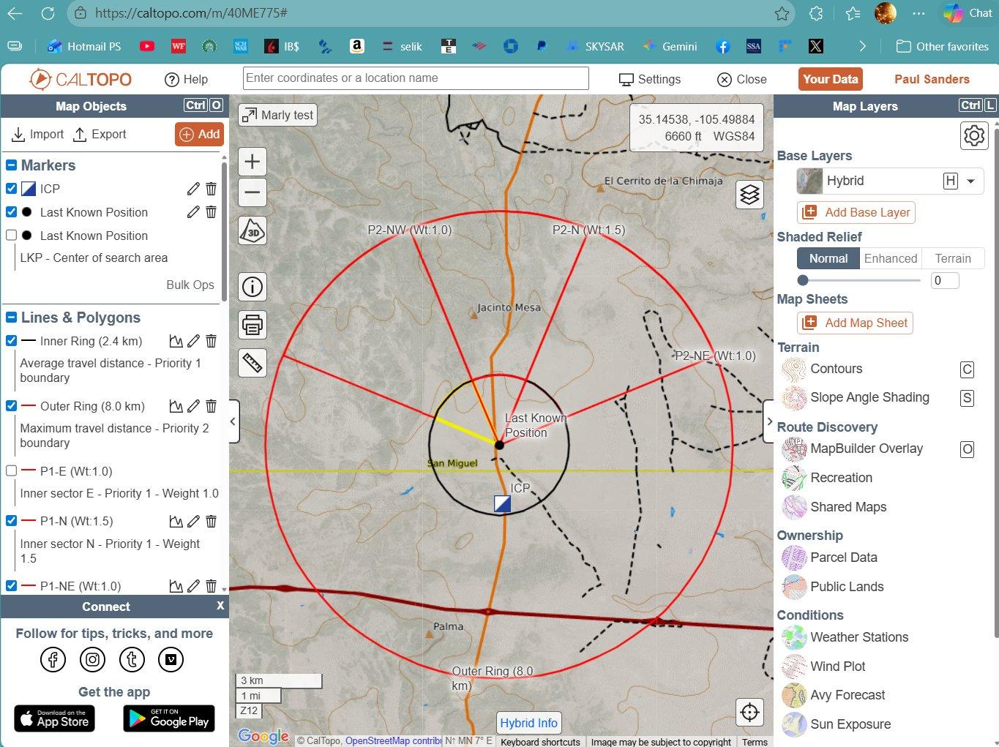 https://caltopo.com/m/40ME775#
Chat
Hotmail PS
WF
SCH WAB
IB$
a
selik
T E
SKYSAR
Gemini
SSA
X
Other favorites
CALTOPO
Help
Enter coordinates or a location name
Settings
Close
Your Data
Paul Sanders
Map Objects
Ctrl O
Import
Export
Add
Markers
ICP
Last Known Position
Last Known Position
LKP - Center of search area
Bulk Ops
Lines & Polygons
Inner Ring (2.4 km)
Average travel distance - Priority 1
boundary
Outer Ring (8.0 km)
Maximum travel distance - Priority 2
boundary
P1-E (Wt:1.0)
Inner sector E - Priority 1 - Weight 1.0
P1-N (Wt:1.5)
Inner sector N - Priority 1 - Weight
1.5
P1-NE (Wt:1.0)
Connect
X
Follow for tips, tricks, and more
Get the app
Download on the
App Store
GET IT ON
Google Play
Marly test
35.14538, -105.49884
6660 ft WGS84
3D
El Cerrito de la Chimaja
P2-NW (Wt:1.0)
P2-N (Wt:1.5)
Jacinto Mesa
P2-NE (Wt:1.0)
Last Known
Position
San Miguel
ICP
Palma
Outer Ring (8.0
km)
3 km
1 mi
Z12
Hybrid Info
Google
© CalTopo, OpenStreetMap contrib
N↑ MN 7° E
Keyboard shortcuts
Image may be subject to copyright
Terms
Map Layers
Ctrl L
Base Layers
Hybrid
H
Add Base Layer
Shaded Relief
Normal
Enhanced
Terrain
0
Map Sheets
Add Map Sheet
Terrain
Contours
C
Slope Angle Shading
S
Route Discovery
MapBuilder Overlay
O
Recreation
Shared Maps
Ownership
Parcel Data
Public Lands
Conditions
Weather Stations
Wind Plot
Avy Forecast
Sun Exposure